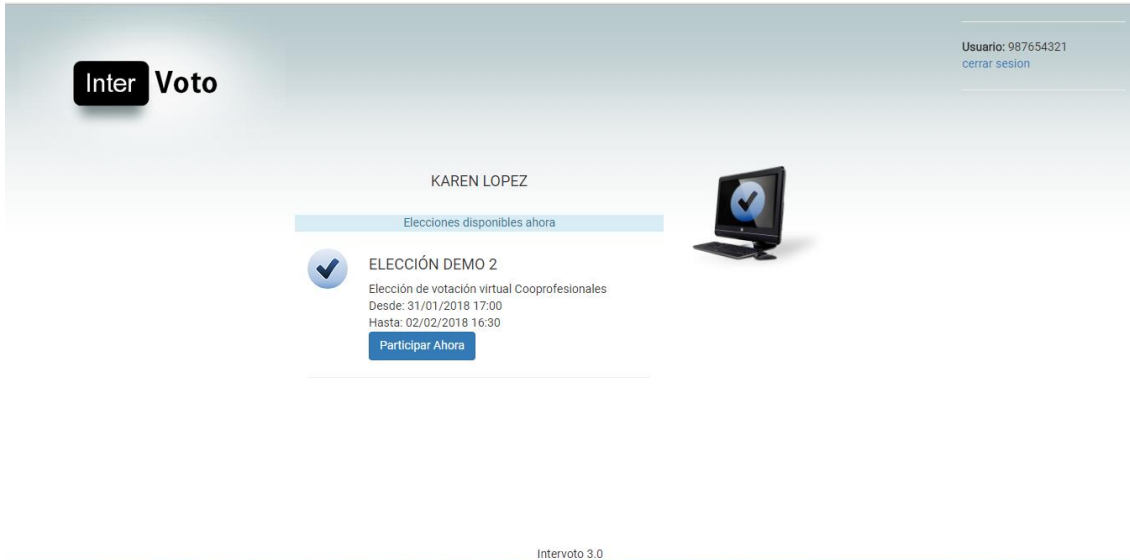 Usuario: 987654321
cerrar sesion
Inter Voto
KAREN LOPEZ
Elecciones disponibles ahora
ELECCIÓN DEMO 2
Elección de votación virtual Cooprofesionales
Desde: 31/01/2018 17:00
Hasta: 02/02/2018 16:30
Participar Ahora
Intervoto 3.0